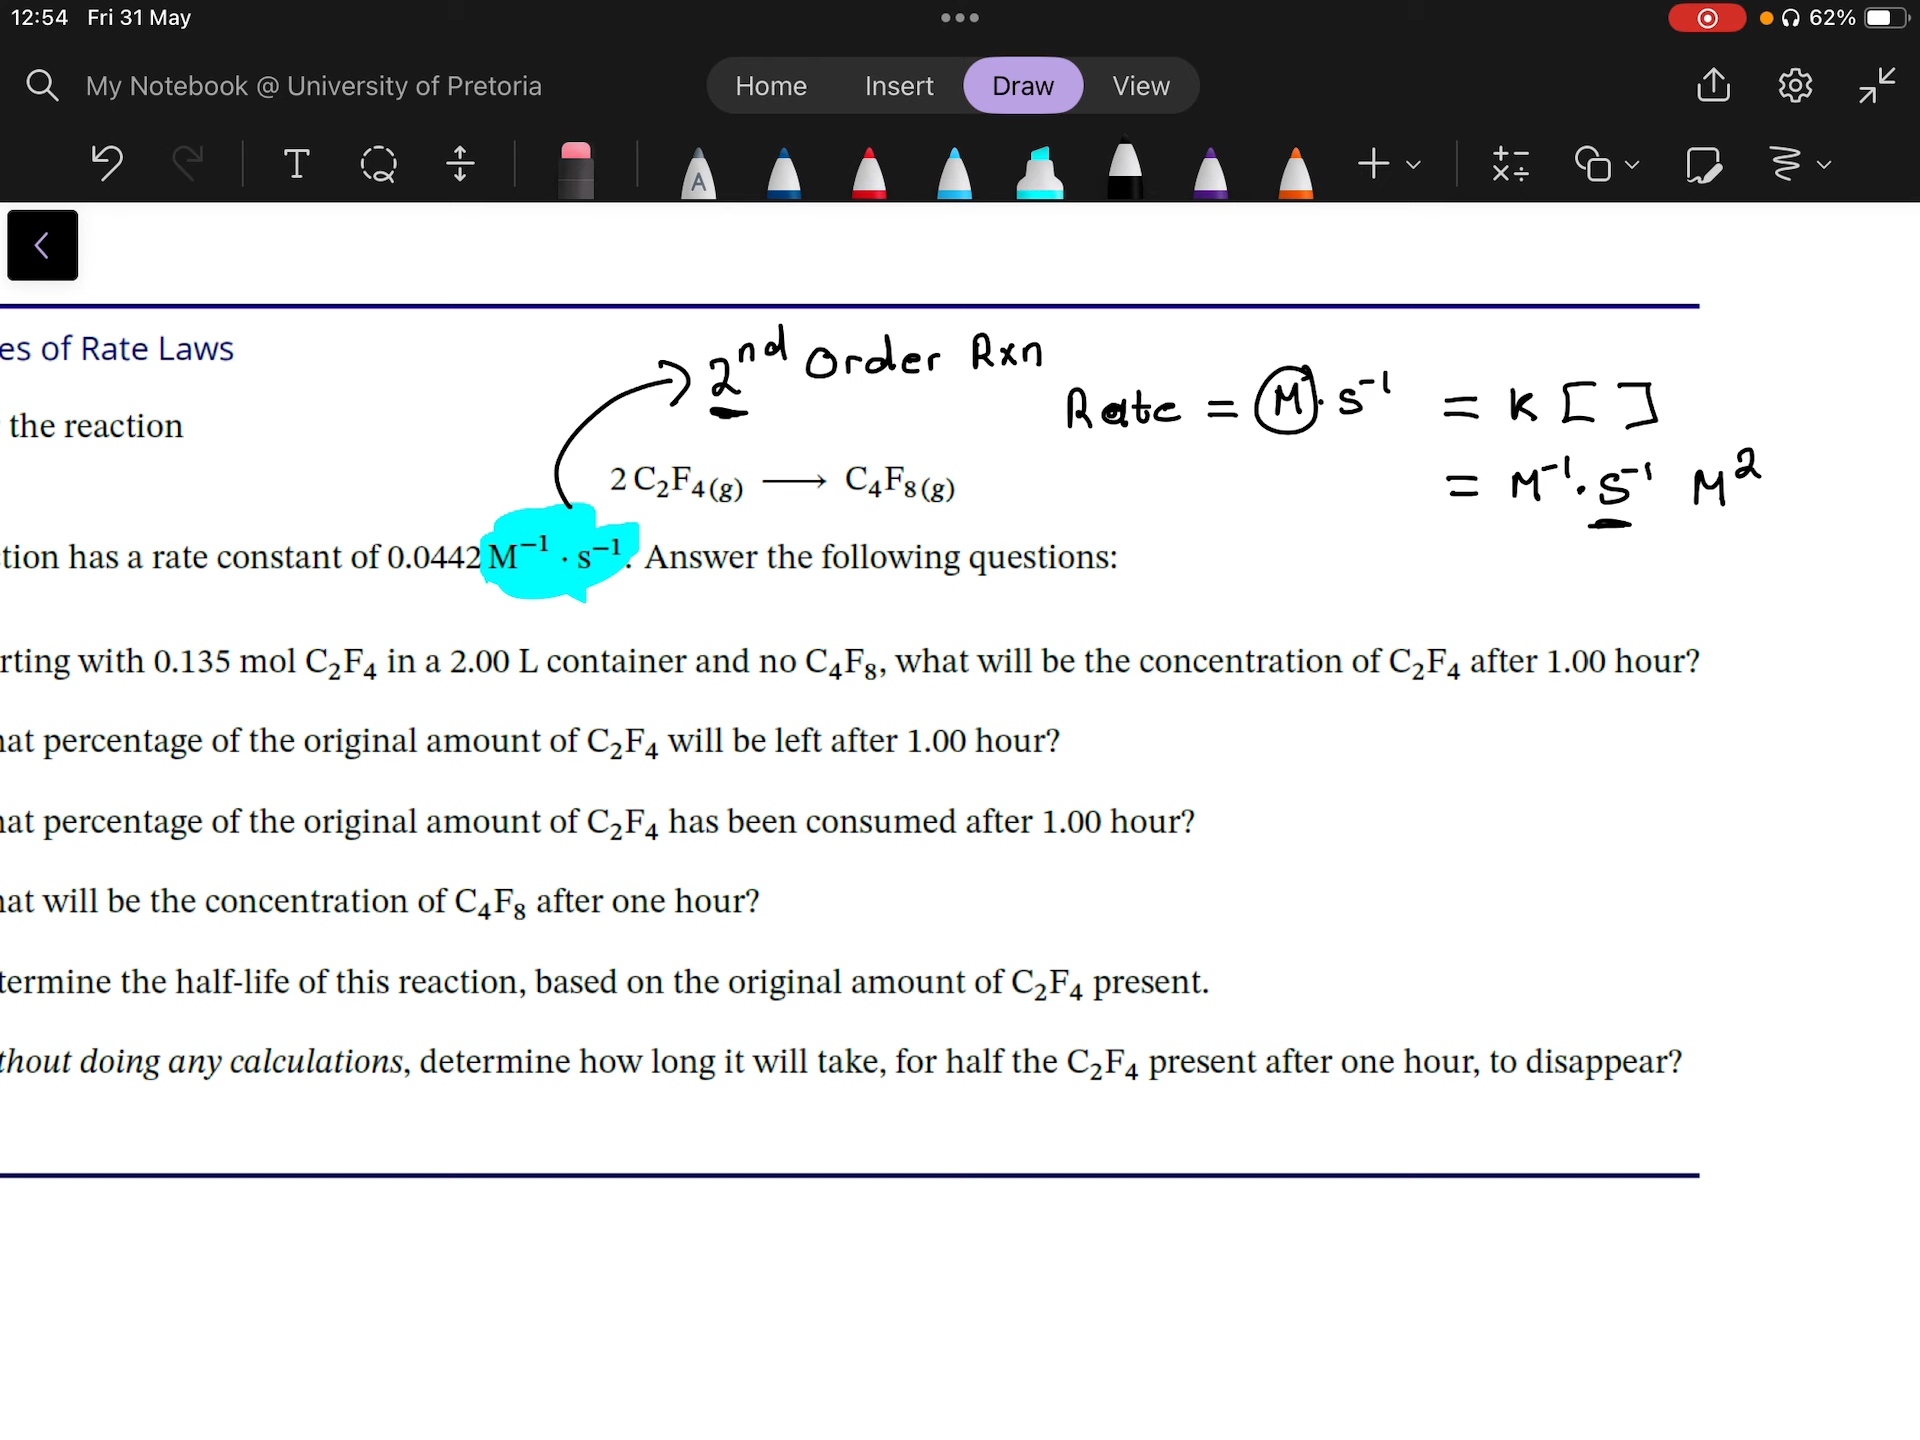 12:54 Fri 31 May
62%
My Notebook @ University of Pretoria
Home Insert Draw View
T
A
es of Rate Laws
2nd Order Rxn
Rate = M · s⁻¹ = K [ ]
the reaction
2 C₂F₄(g) ⟶ C₄F₈(g)
= M⁻¹ · s⁻¹ M²
tion has a rate constant of 0.0442 M⁻¹ · s⁻¹. Answer the following questions:
rting with 0.135 mol C₂F₄ in a 2.00 L container and no C₄F₈, what will be the concentration of C₂F₄ after 1.00 hour?
hat percentage of the original amount of C₂F₄ will be left after 1.00 hour?
hat percentage of the original amount of C₂F₄ has been consumed after 1.00 hour?
hat will be the concentration of C₄F₈ after one hour?
termine the half-life of this reaction, based on the original amount of C₂F₄ present.
thout doing any calculations, determine how long it will take, for half the C₂F₄ present after one hour, to disappear?